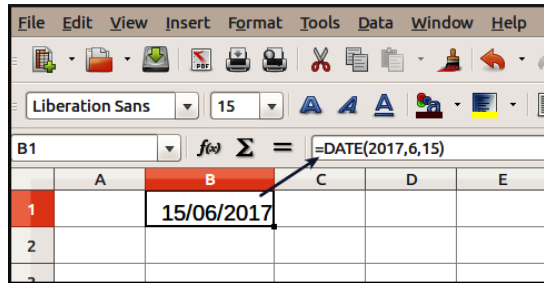 File Edit View Insert Format Tools Data Window Help
PDF
Liberation Sans 15
B1 f(x) Σ = =DATE(2017,6,15)
A B C D E
1 15/06/2017
2